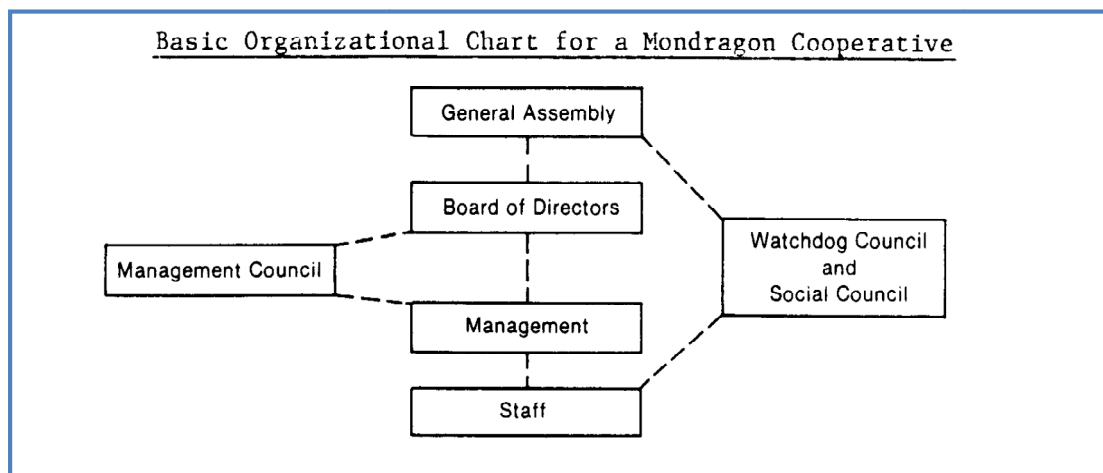 Basic Organizational Chart for a Mondragon Cooperative
General Assembly
Board of Directors
Management Council
Watchdog Council
and
Social Council
Management
Staff